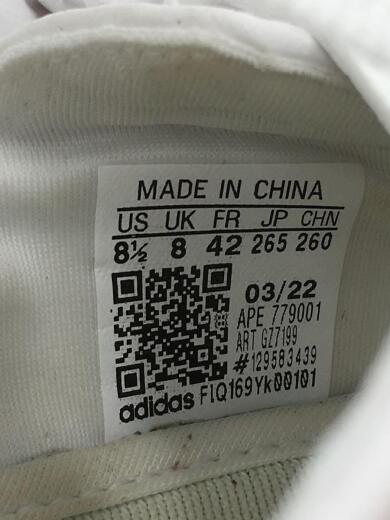 MADE IN CHINA
US UK FR JP CHN
8½ 8 42 265 260
03/22
APE 779001
ART GZ7199
#129583439
adidas FlQ169Yk00101